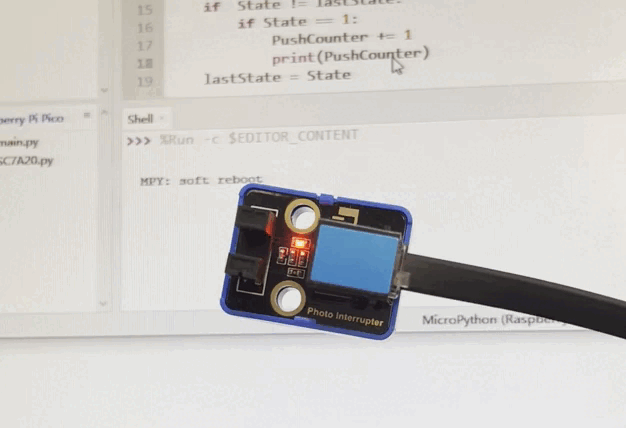 15 if State != lastState:
16 if State == 1:
17 PushCounter += 1
18 print(PushCounter)
19 lastState = State
berry Pi Pico
main.py
SC7A20.py
Shell
>>> %Run -c $EDITOR_CONTENT
MPY: soft reboot
Photo Interrupter
MicroPython (Raspberry